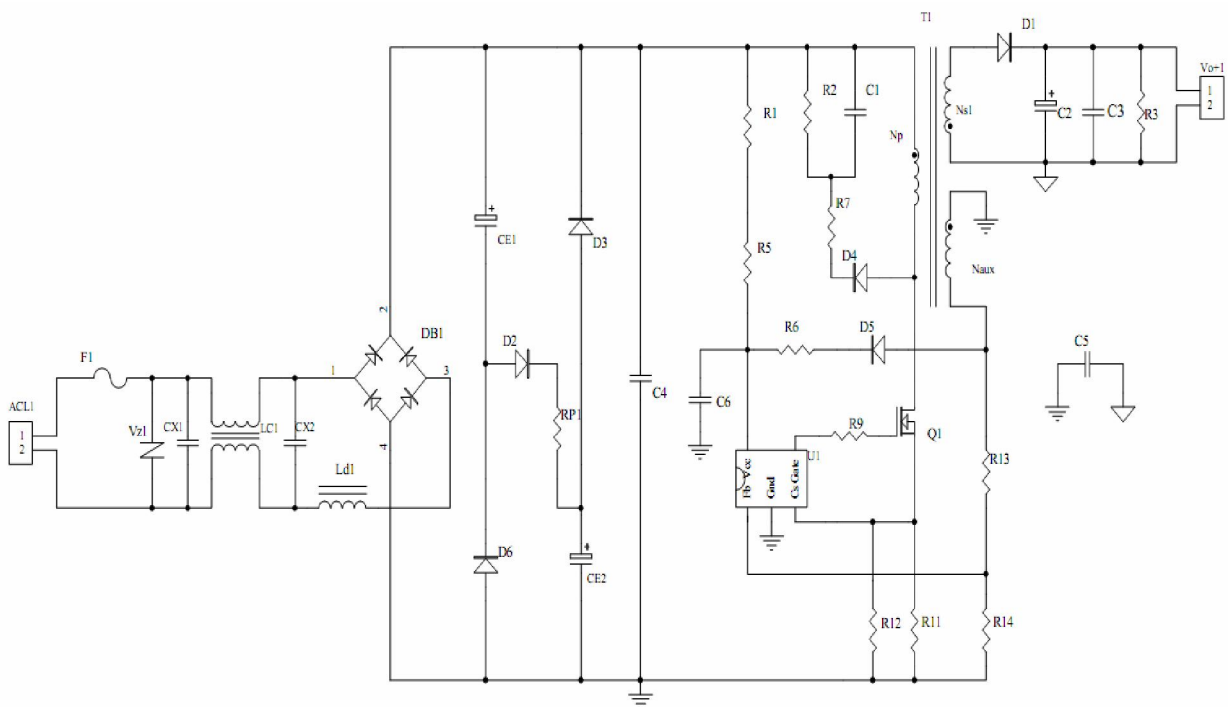 T1
D1
Vo+1
1
2
R2
C1
R1
Np
Ns1
C2
C3
R3
+
R7
+
CE1
D3
R5
D4
Naux
2
DB1
F1
D2
R6
D5
C5
1
3
ACL1
1
2
Vz1
CX1
LC1
CX2
RP1
C4
C6
R9
Q1
4
U1
Fb Vcc
Gnd
Cs Gate
R13
Ld1
D6
+
CE2
R12
R11
R14
+